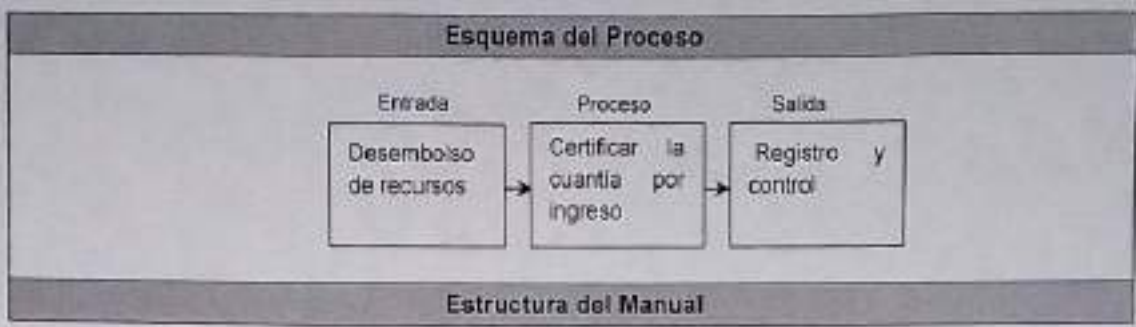 Esquema del Proceso
Entrada
Proceso
Salida
Desembolso
de recursos
Certificar la
cuantía por
ingreso
Registro y
control
Estructura del Manual